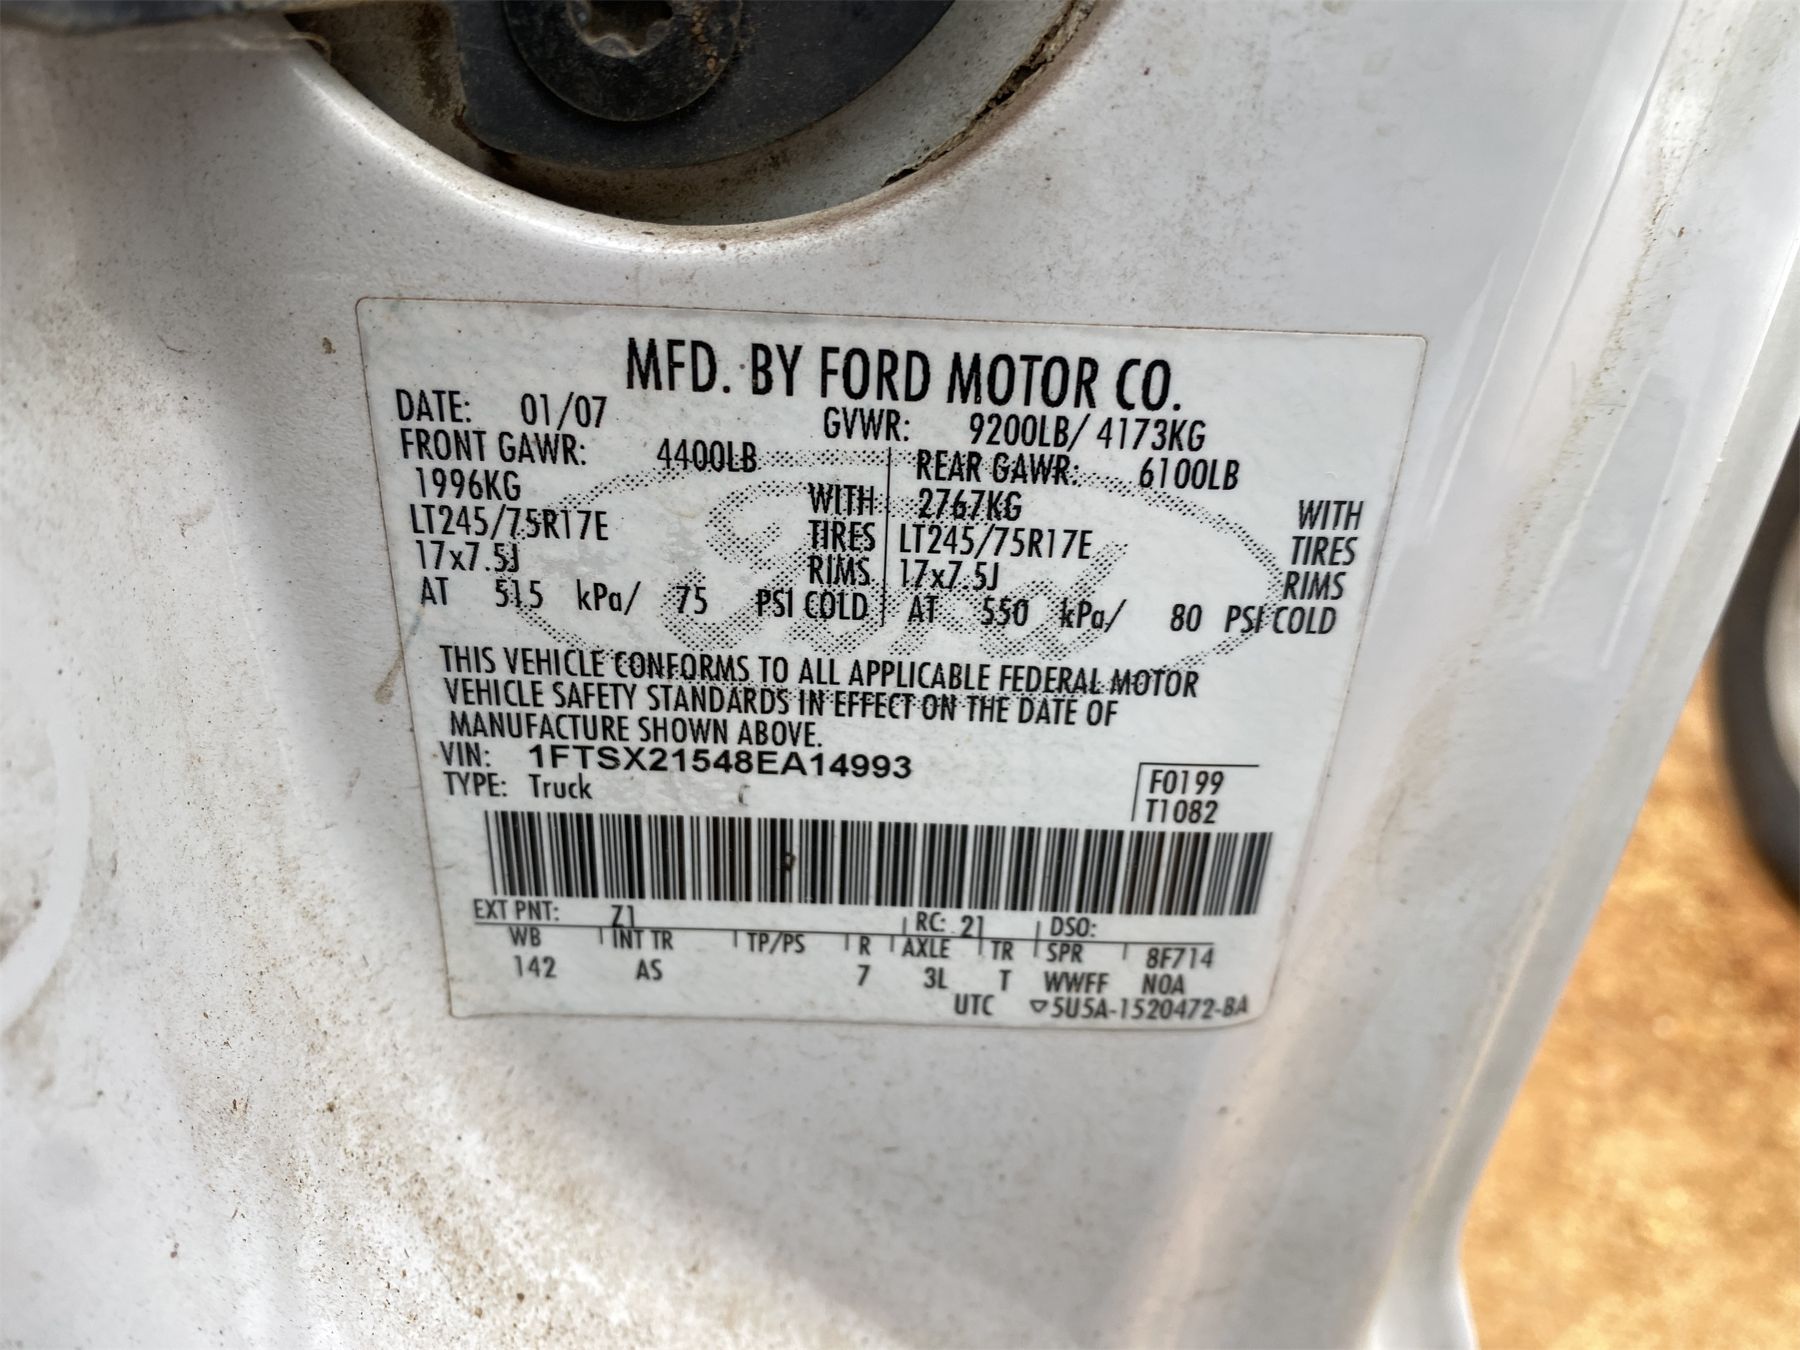 MFD. BY FORD MOTOR CO.
DATE: 01/07 GVWR: 9200LB/ 4173KG
FRONT GAWR: 4400LB REAR GAWR: 6100LB
1996KG WITH 2767KG WITH
LT245/75R17E TIRES LT245/75R17E TIRES
17x7.5J RIMS 17x7.5J RIMS
AT 515 kPa/ 75 PSI COLD AT 550 kPa/ 80 PSI COLD
THIS VEHICLE CONFORMS TO ALL APPLICABLE FEDERAL MOTOR
VEHICLE SAFETY STANDARDS IN EFFECT ON THE DATE OF
MANUFACTURE SHOWN ABOVE.
VIN: 1FTSX21548EA14993
TYPE: Truck
F0199
T1082
EXT PNT: Z1 RC: 21 DSO:
WB INT TR TP/PS R AXLE TR SPR 8F714
142 AS 7 3L T WWFF NOA
UTC ▽5U5A-1520472-BA